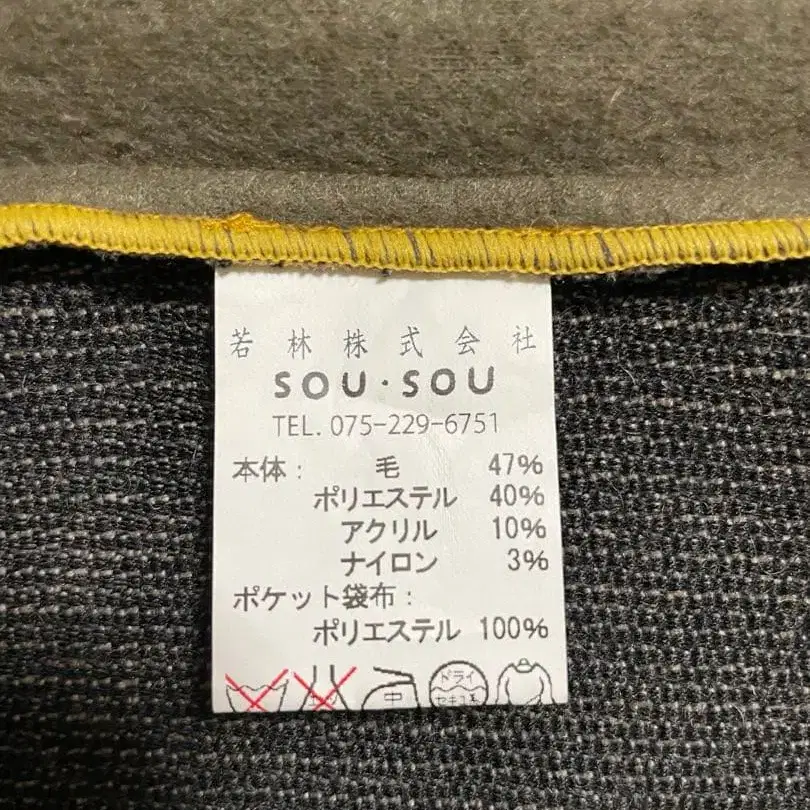 若林株式会社
SOU・SOU
TEL. 075-229-6751
本体： 毛 47%
ポリエステル 40%
アクリル 10%
ナイロン 3%
ポケット袋布：
ポリエステル 100%
中 ドライ